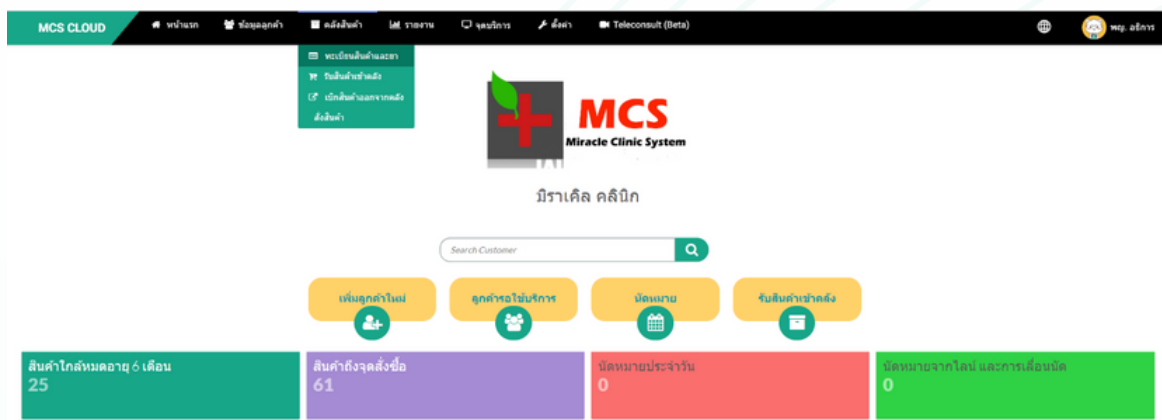 MCS CLOUD หน้าแรก ข้อมูลลูกค้า คลังสินค้า รายงาน จุดบริการ ตั้งค่า Teleconsult (Beta) พญ. อธิการ
ทะเบียนสินค้าและยา
รับสินค้าเข้าคลัง
เบิกสินค้าออกจากคลัง
สั่งสินค้า
MCS
Miracle Clinic System
มิราเคิล คลินิก
Search Customer
เพิ่มลูกค้าใหม่ ลูกค้ารอใช้บริการ นัดหมาย รับสินค้าเข้าคลัง
สินค้าใกล้หมดอายุ 6 เดือน สินค้าถึงจุดสั่งซื้อ นัดหมายประจำวัน นัดหมายจากไลน์ และการเลื่อนนัด
25 61 0 0